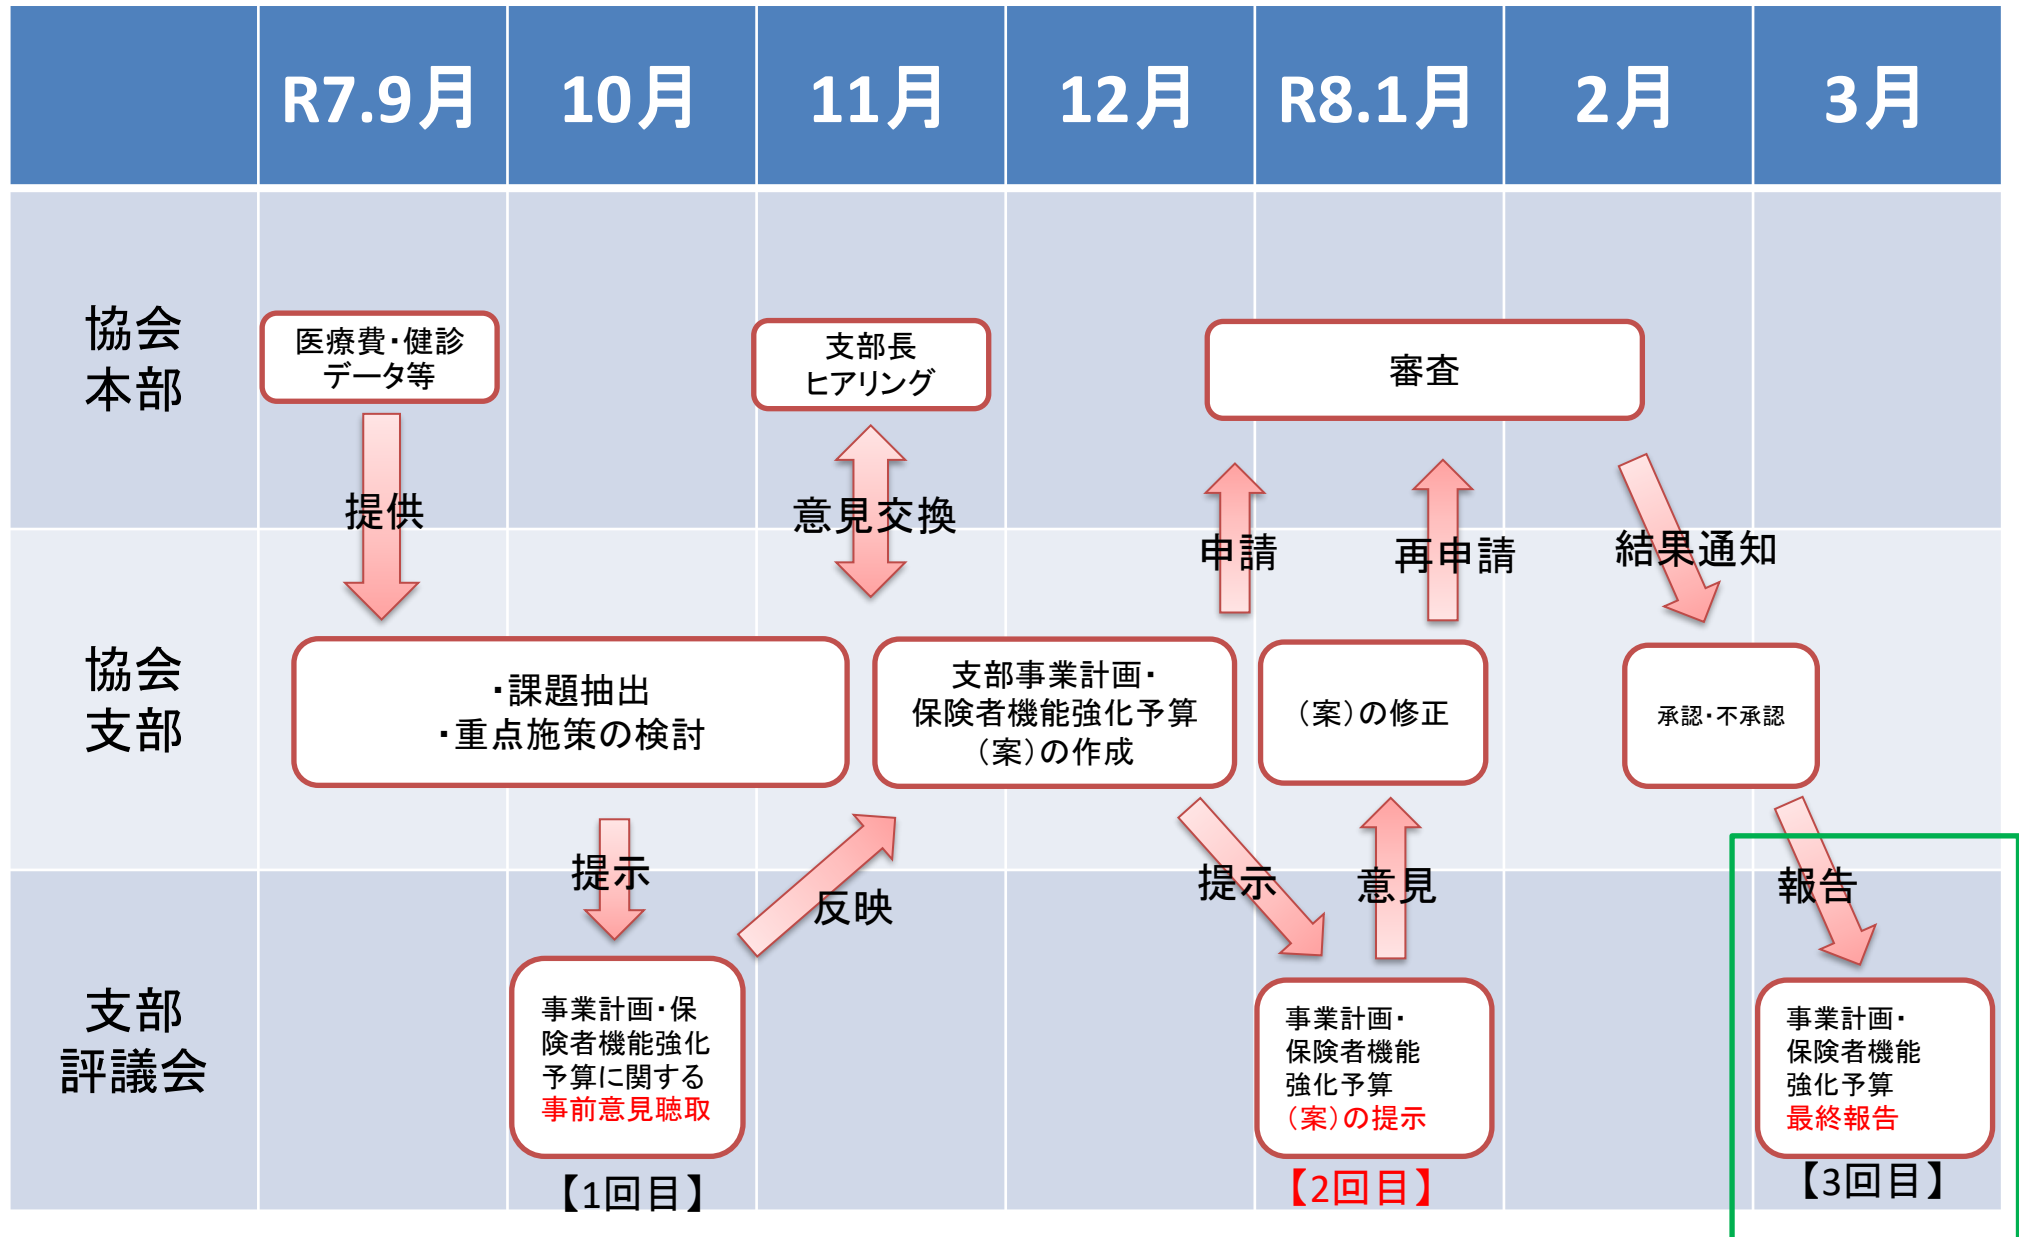 R7.9月
10月
11月
12月
R8.1月
2月
3月
協会
本部
医療費・健診
データ等
支部長
ヒアリング
審査
提供
意見交換
申請
再申請
結果通知
協会
支部
・課題抽出
・重点施策の検討
支部事業計画・
保険者機能強化予算
（案）の作成
（案）の修正
承認・不承認
提示
反映
提示
意見
報告
支部
評議会
事業計画・保
険者機能強化
予算に関する
事前意見聴取
【1回目】
事業計画・
保険者機能
強化予算
（案）の提示
【2回目】
事業計画・
保険者機能
強化予算
最終報告
【3回目】